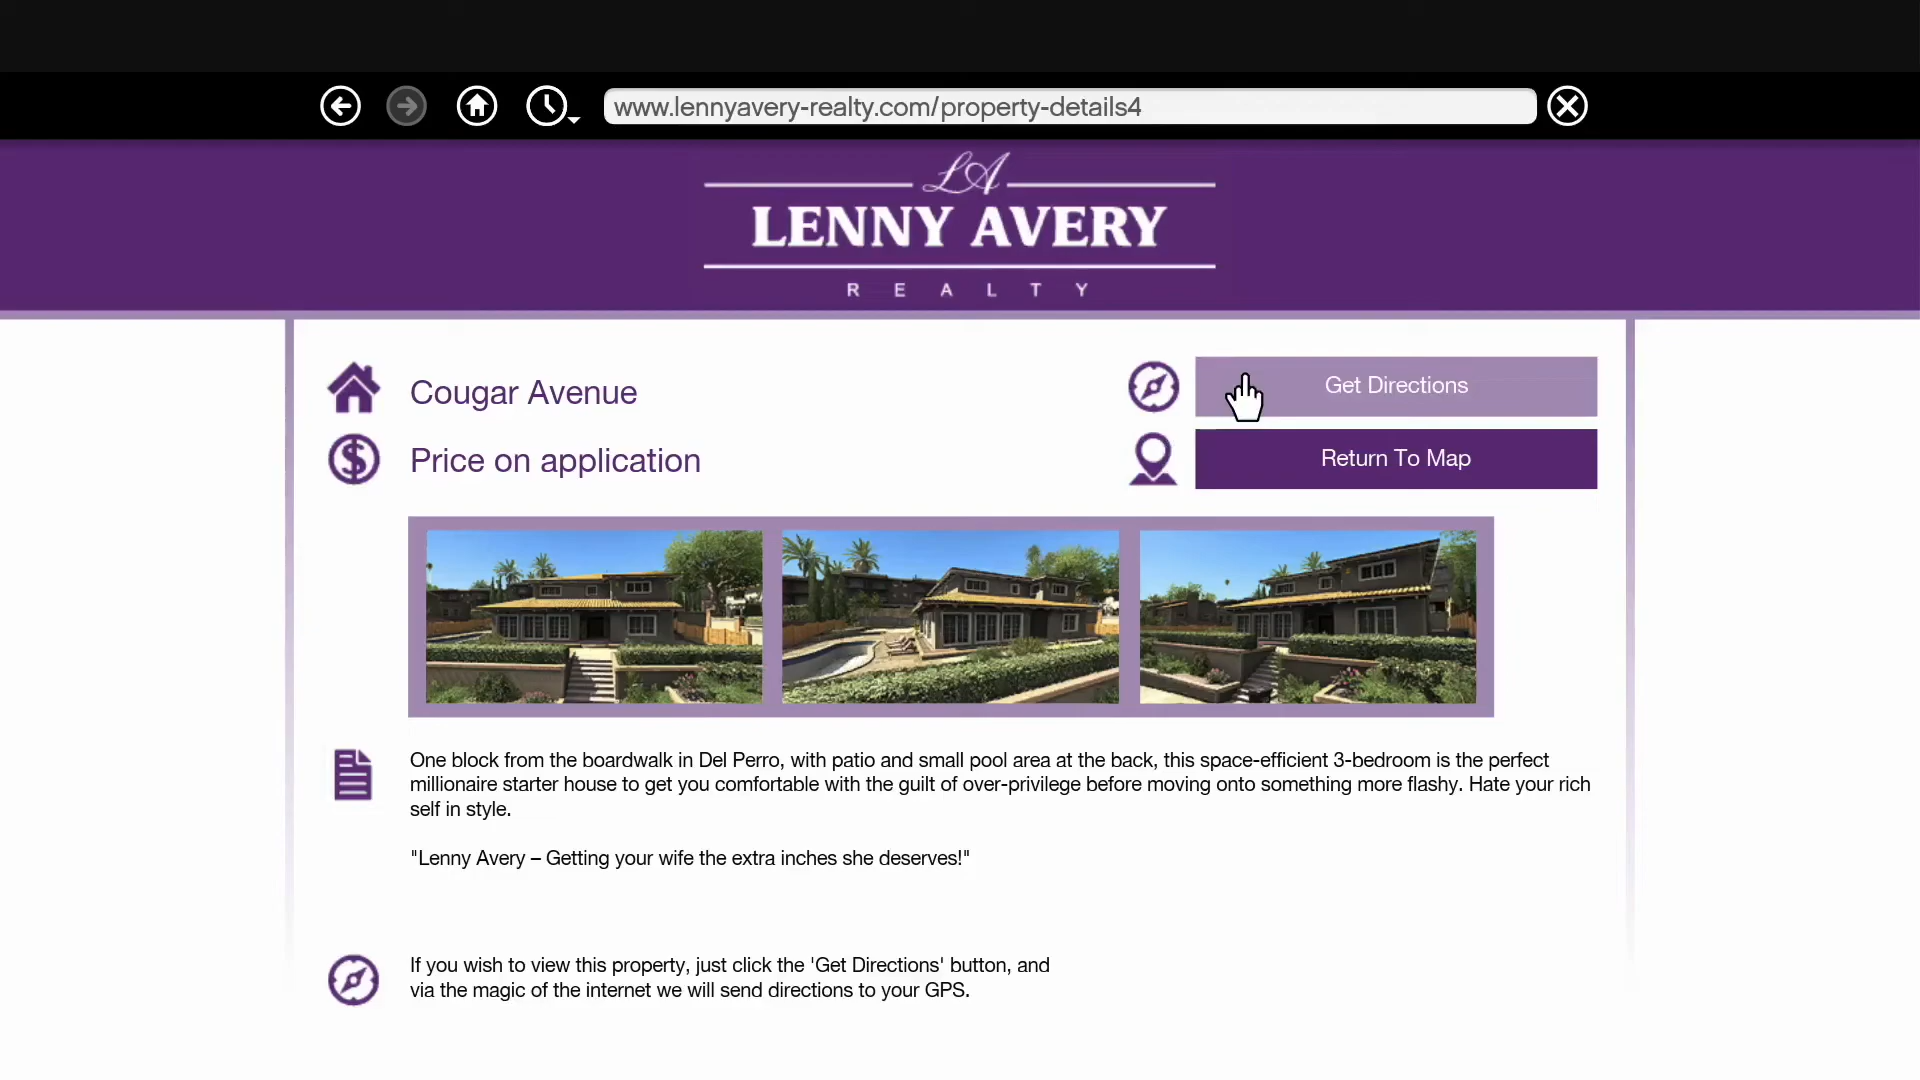 www.lennyavery-realty.com/property-details4
LA
LENNY AVERY
REALTY
Cougar Avenue
Get Directions
Price on application
Return To Map
One block from the boardwalk in Del Perro, with patio and small pool area at the back, this space-efficient 3-bedroom is the perfect
millionaire starter house to get you comfortable with the guilt of over-privilege before moving onto something more flashy. Hate your rich
self in style.
"Lenny Avery – Getting your wife the extra inches she deserves!"
If you wish to view this property, just click the 'Get Directions' button, and
via the magic of the internet we will send directions to your GPS.